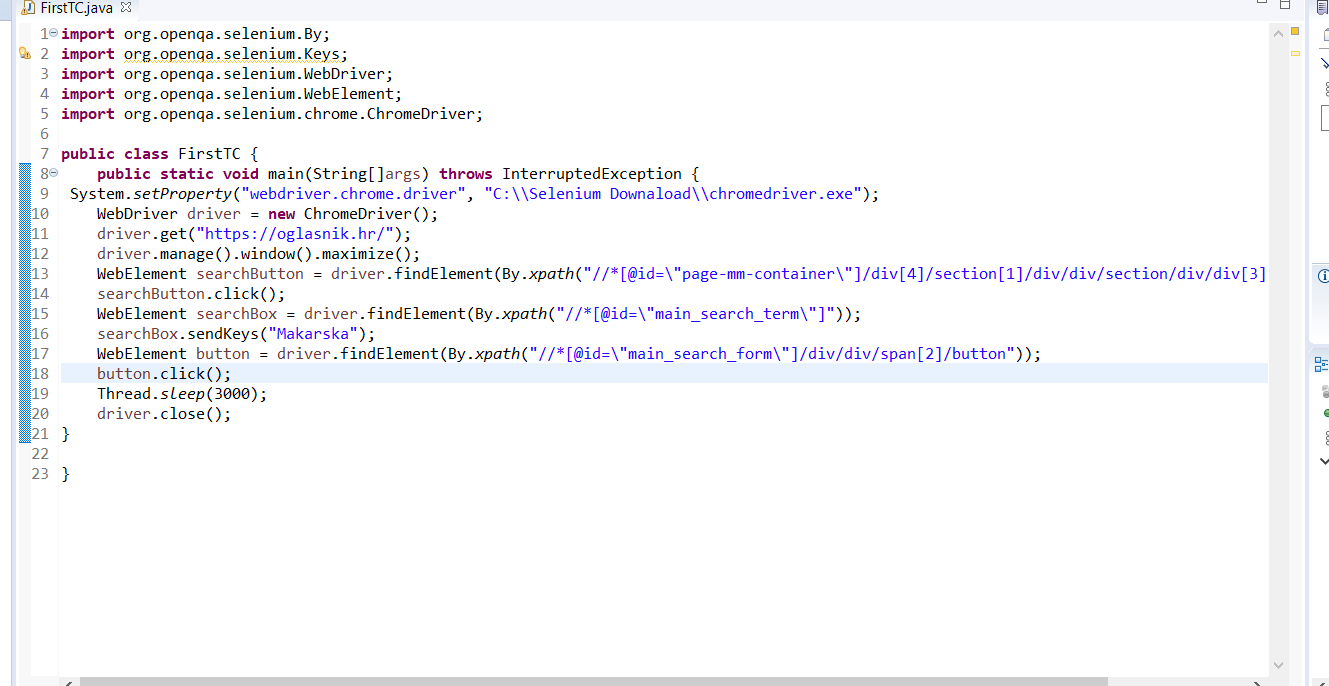 FirstTC.java
1 import org.openqa.selenium.By;
2 import org.openqa.selenium.Keys;
3 import org.openqa.selenium.WebDriver;
4 import org.openqa.selenium.WebElement;
5 import org.openqa.selenium.chrome.ChromeDriver;
6
7 public class FirstTC {
8 public static void main(String[]args) throws InterruptedException {
9 System.setProperty("webdriver.chrome.driver", "C:\\Selenium Downaload\\chromedriver.exe");
10 WebDriver driver = new ChromeDriver();
11 driver.get("https://oglasnik.hr/");
12 driver.manage().window().maximize();
13 WebElement searchButton = driver.findElement(By.xpath("//*[@id=\"page-mm-container\"]/div[4]/section[1]/div/div/section/div/div[3]
14 searchButton.click();
15 WebElement searchBox = driver.findElement(By.xpath("//*[@id=\"main_search_term\"]"));
16 searchBox.sendKeys("Makarska");
17 WebElement button = driver.findElement(By.xpath("//*[@id=\"main_search_form\"]/div/div/span[2]/button"));
18 button.click();
19 Thread.sleep(3000);
20 driver.close();
21 }
22
23 }